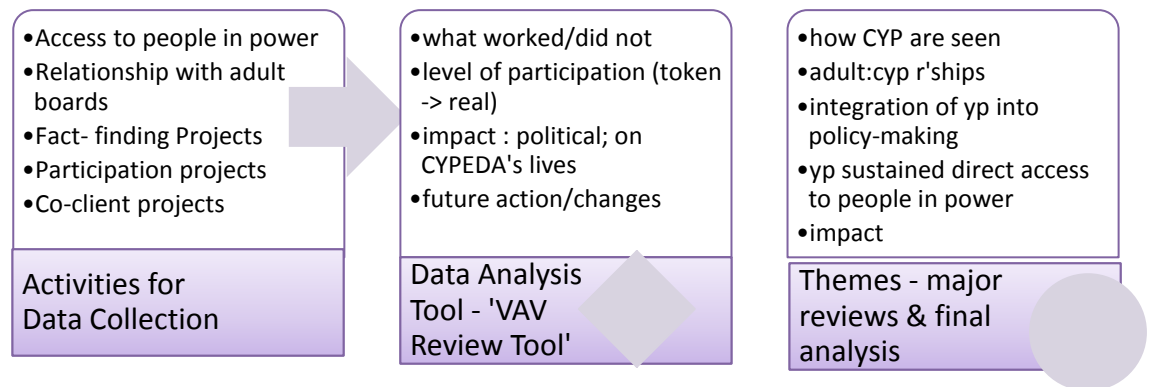 •Access to people in power
•Relationship with adult
boards
•Fact- finding Projects
•Participation projects
•Co-client projects
Activities for
Data Collection
•what worked/did not
•level of participation (token
-> real)
•impact : political; on
CYPEDA's lives
•future action/changes
Data Analysis
Tool - 'VAV
Review Tool'
•how CYP are seen
•adult:cyp r'ships
•integration of yp into
policy-making
•yp sustained direct access
to people in power
•impact
Themes - major
reviews & final
analysis